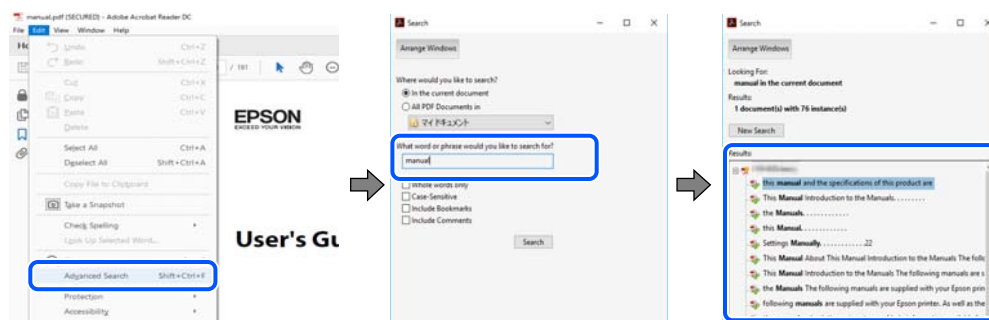 manual.pdf (SECURED) - Adobe Acrobat Reader DC
File Edit View Window Help
Undo Ctrl+Z
Redo Shift+Ctrl+Z
Cut Ctrl+X
Copy Ctrl+C
Paste Ctrl+V
Delete
Select All Ctrl+A
Deselect All Shift+Ctrl+A
Copy File to Clipboard
Take a Snapshot
Check Spelling
Look Up Selected Word...
Advanced Search Shift+Ctrl+F
Protection
Accessibility
/ 181
EPSON
EXCEED YOUR VISION
User's Gu
Search
Arrange Windows
Where would you like to search?
In the current document
All PDF Documents in
マイ ドキュメント
What word or phrase would you like to search for?
manual
Whole words only
Case-Sensitive
Include Bookmarks
Include Comments
Search
Search
Arrange Windows
Looking For:
manual in the current document
Results:
1 document(s) with 76 instance(s)
New Search
Results:
this manual and the specifications of this product are
This Manual Introduction to the Manuals. . . . . . . . .
the Manuals. . . . . . . . . . . .
this Manual. . . . . . . . . . . .
Settings Manually. . . . . . . . . . . . .22
This Manual About This Manual Introduction to the Manuals The follo
This Manual Introduction to the Manuals The following manuals are s
the Manuals The following manuals are supplied with your Epson prin
following manuals are supplied with your Epson printer. As well as the